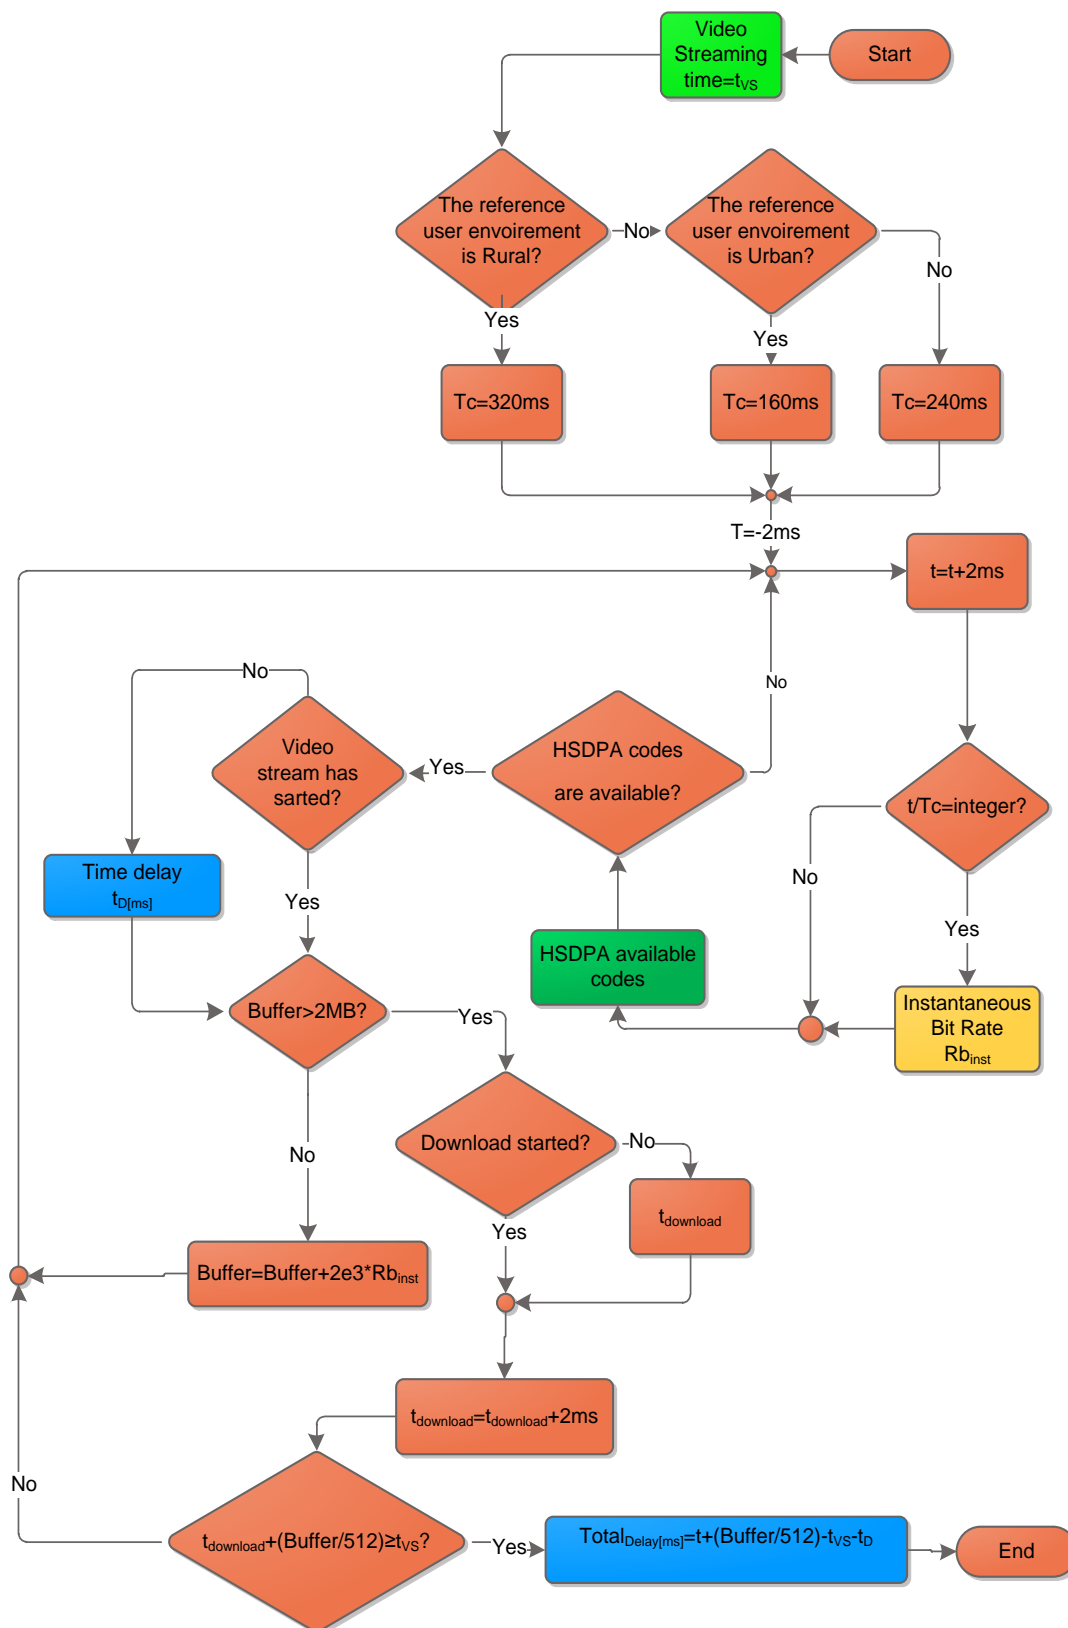 Start
Video
Streaming
time=tVS
The reference
user envoirement
is Rural?
No
The reference
user envoirement
is Urban?
No
Yes
Yes
Tc=320ms
Tc=160ms
Tc=240ms
T=-2ms
t=t+2ms
No
No
Video
stream has
sarted?
Yes
HSDPA codes
are available?
t/Tc=integer?
Time delay
tD[ms]
Yes
No
Yes
HSDPA available
codes
Instantaneous
Bit Rate
Rbinst
Buffer>2MB?
Yes
Download started?
No
No
tdownload
Yes
Buffer=Buffer+2e3*Rbinst
tdownload=tdownload+2ms
No
tdownload+(Buffer/512)≥tVS?
Yes
TotalDelay[ms]=t+(Buffer/512)-tVS-tD
End